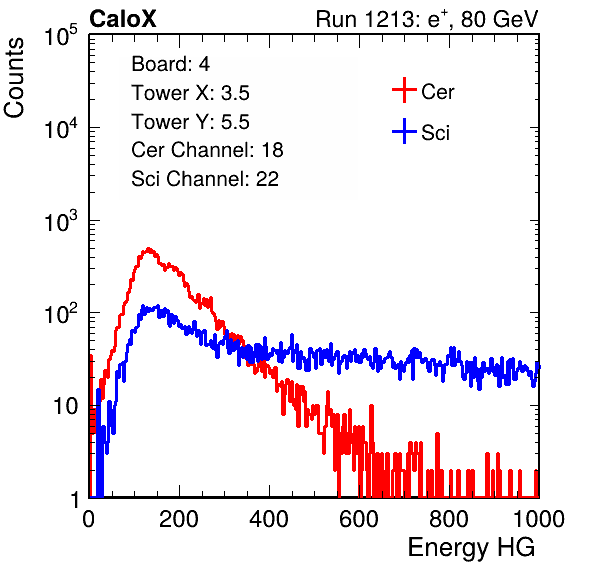 CaloX Run 1213: e⁺, 80 GeV
Counts
Board: 4
Tower X: 3.5
Tower Y: 5.5
Cer Channel: 18
Sci Channel: 22
Cer
Sci
10⁵
10⁴
10³
10²
10
1
0 200 400 600 800 1000
Energy HG